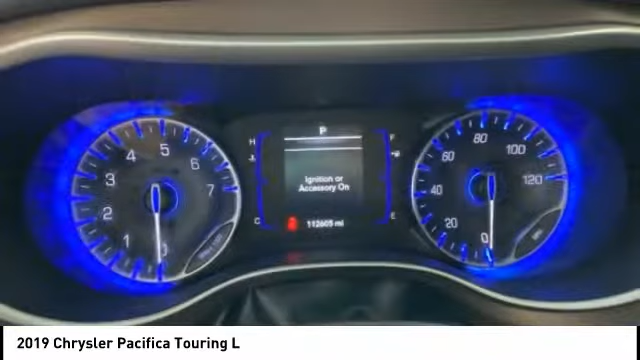 P
H
F
5
4
6
3
7
2
1
0
80
60
100
40
120
20
0
Ignition or
Accessory On
C
E
112605 mi
2019 Chrysler Pacifica Touring L